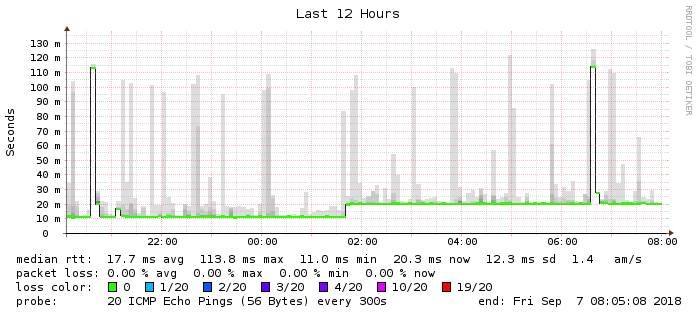 Last 12 Hours
RRDTOOL / TOBI OETIKER
Seconds
130 m
120 m
110 m
100 m
90 m
80 m
70 m
60 m
50 m
40 m
30 m
20 m
10 m
0
22:00 00:00 02:00 04:00 06:00 08:00
median rtt: 17.7 ms avg 113.8 ms max 11.0 ms min 20.3 ms now 12.3 ms sd 1.4 am/s
packet loss: 0.00 % avg 0.00 % max 0.00 % min 0.00 % now
loss color: 0 1/20 2/20 3/20 4/20 10/20 19/20
probe: 20 ICMP Echo Pings (56 Bytes) every 300s end: Fri Sep 7 08:05:08 2018